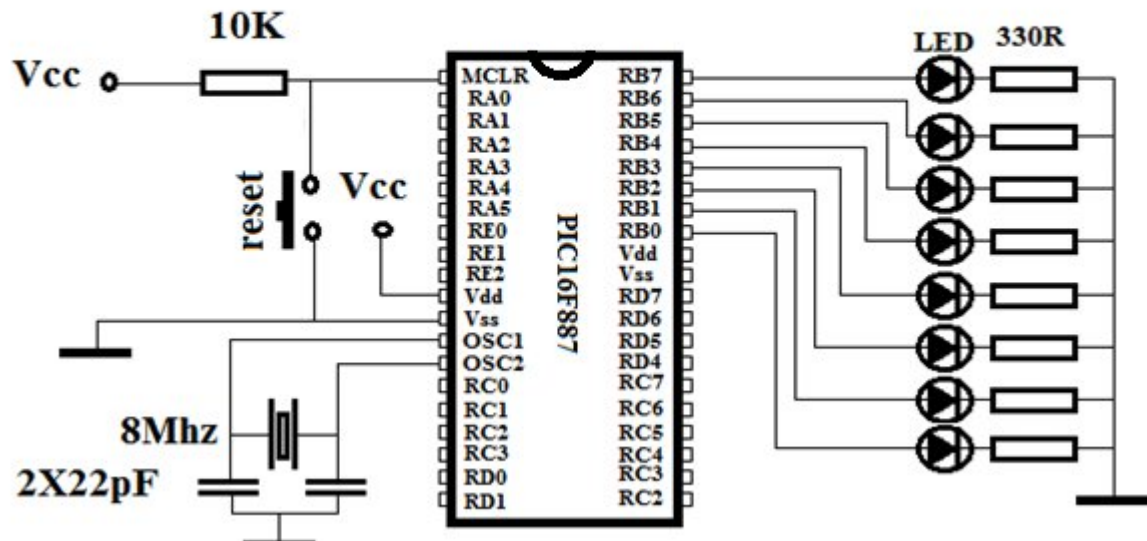 10K
Vcc
reset
Vcc
8Mhz
2X22pF
MCLR
RA0
RA1
RA2
RA3
RA4
RA5
RE0
RE1
RE2
Vdd
Vss
OSC1
OSC2
RC0
RC1
RC2
RC3
RD0
RD1
PIC16F887
RB7
RB6
RB5
RB4
RB3
RB2
RB1
RB0
Vdd
Vss
RD7
RD6
RD5
RD4
RC7
RC6
RC5
RC4
RC3
RC2
LED
330R